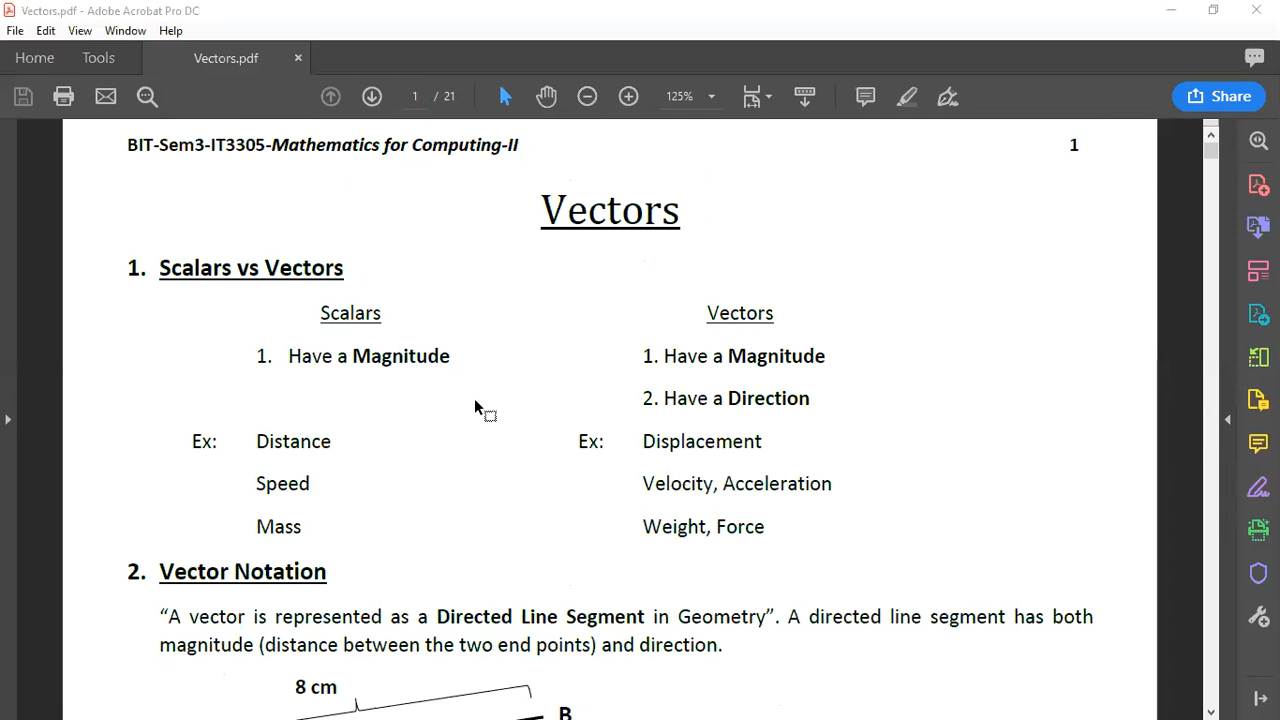 Vectors.pdf - Adobe Acrobat Pro DC
File Edit View Window Help
Home Tools Vectors.pdf ×
1 / 21 125% Share
BIT-Sem3-IT3305-Mathematics for Computing-II 1
Vectors
1. Scalars vs Vectors
Scalars Vectors
1. Have a Magnitude 1. Have a Magnitude
2. Have a Direction
Ex: Distance Ex: Displacement
Speed Velocity, Acceleration
Mass Weight, Force
2. Vector Notation
“A vector is represented as a Directed Line Segment in Geometry”. A directed line segment has both
magnitude (distance between the two end points) and direction.
8 cm
B